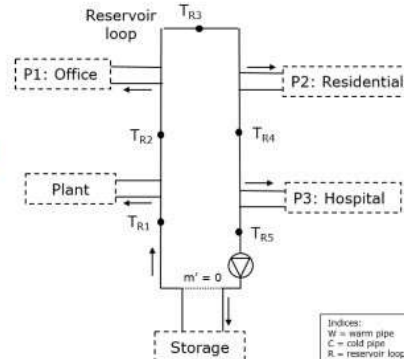 Reservoir
loop
TR3
P1: Office
P2: Residential
TR2
TR4
Plant
P3: Hospital
TR1
TR5
m' = 0
Storage
Indices:
W = warm pipe
C = cold pipe
R = reservoir loop